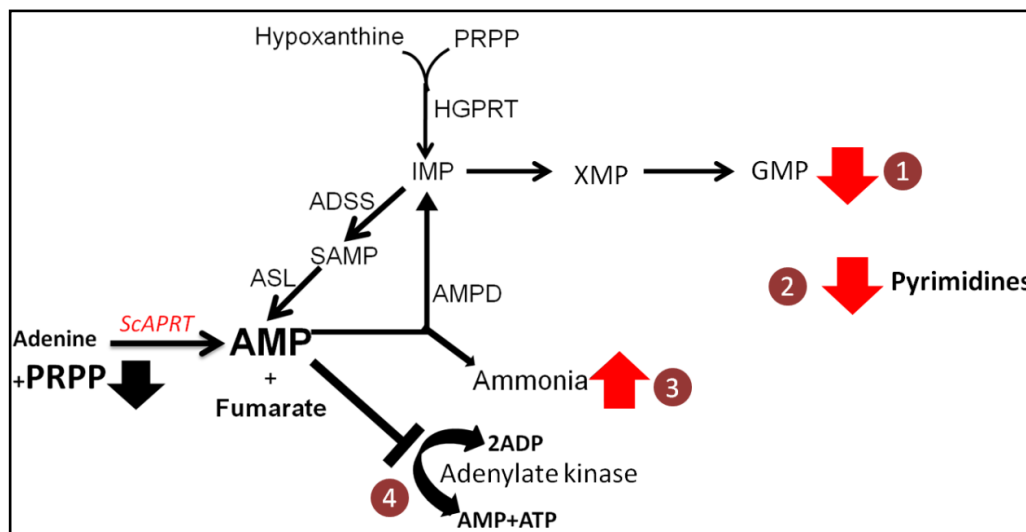 Hypoxanthine PRPP
HGPRT
IMP XMP GMP 1
ADSS
SAMP
2 Pyrimidines
ASL AMPD
ScAPRT
Adenine AMP
+PRPP + Ammonia 3
Fumarate
2ADP
Adenylate kinase
4
AMP+ATP